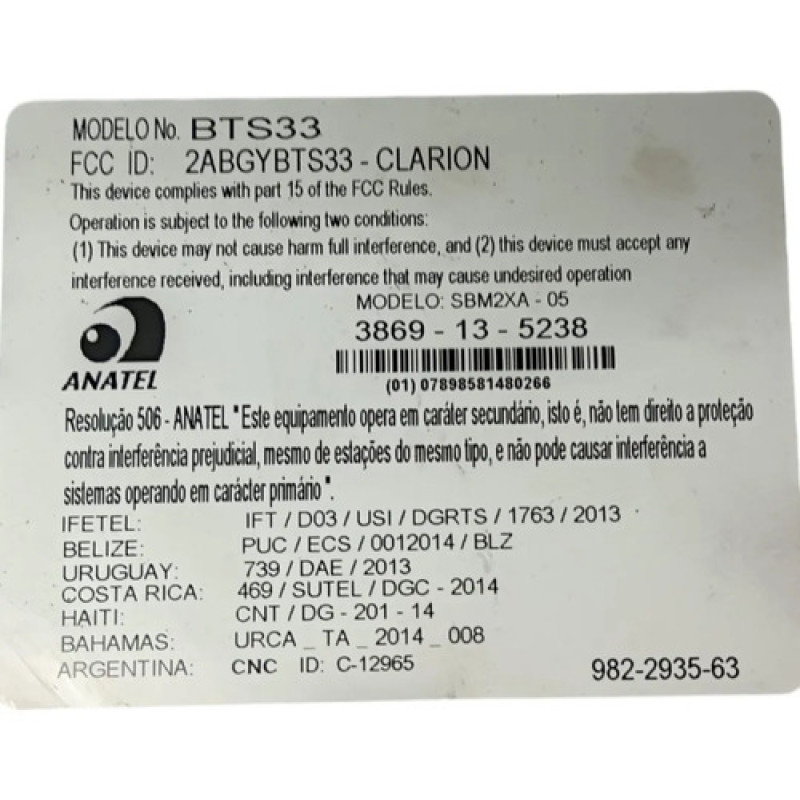 MODELO No. BTS33
FCC ID: 2ABGYBTS33 - CLARION
This device complies with part 15 of the FCC Rules.
Operation is subject to the following two conditions:
(1) This device may not cause harm full interference, and (2) this device must accept any
interference received, including interference that may cause undesired operation
MODELO: SBM2XA - 05
3869 - 13 - 5238
(01) 07898581480266
ANATEL
Resolução 506 - ANATEL "Este equipamento opera em caráter secundário, isto é, não tem direito a proteção
contra interferência prejudicial, mesmo de estações do mesmo tipo, e não pode causar interferência a
sistemas operando em carácter primário".
IFETEL: IFT / D03 / USI / DGRTS / 1763 / 2013
BELIZE: PUC / ECS / 0012014 / BLZ
URUGUAY: 739 / DAE / 2013
COSTA RICA: 469 / SUTEL / DGC - 2014
HAITI: CNT / DG - 201 - 14
BAHAMAS: URCA _ TA _ 2014 _ 008
ARGENTINA: CNC ID: C-12965
982-2935-63